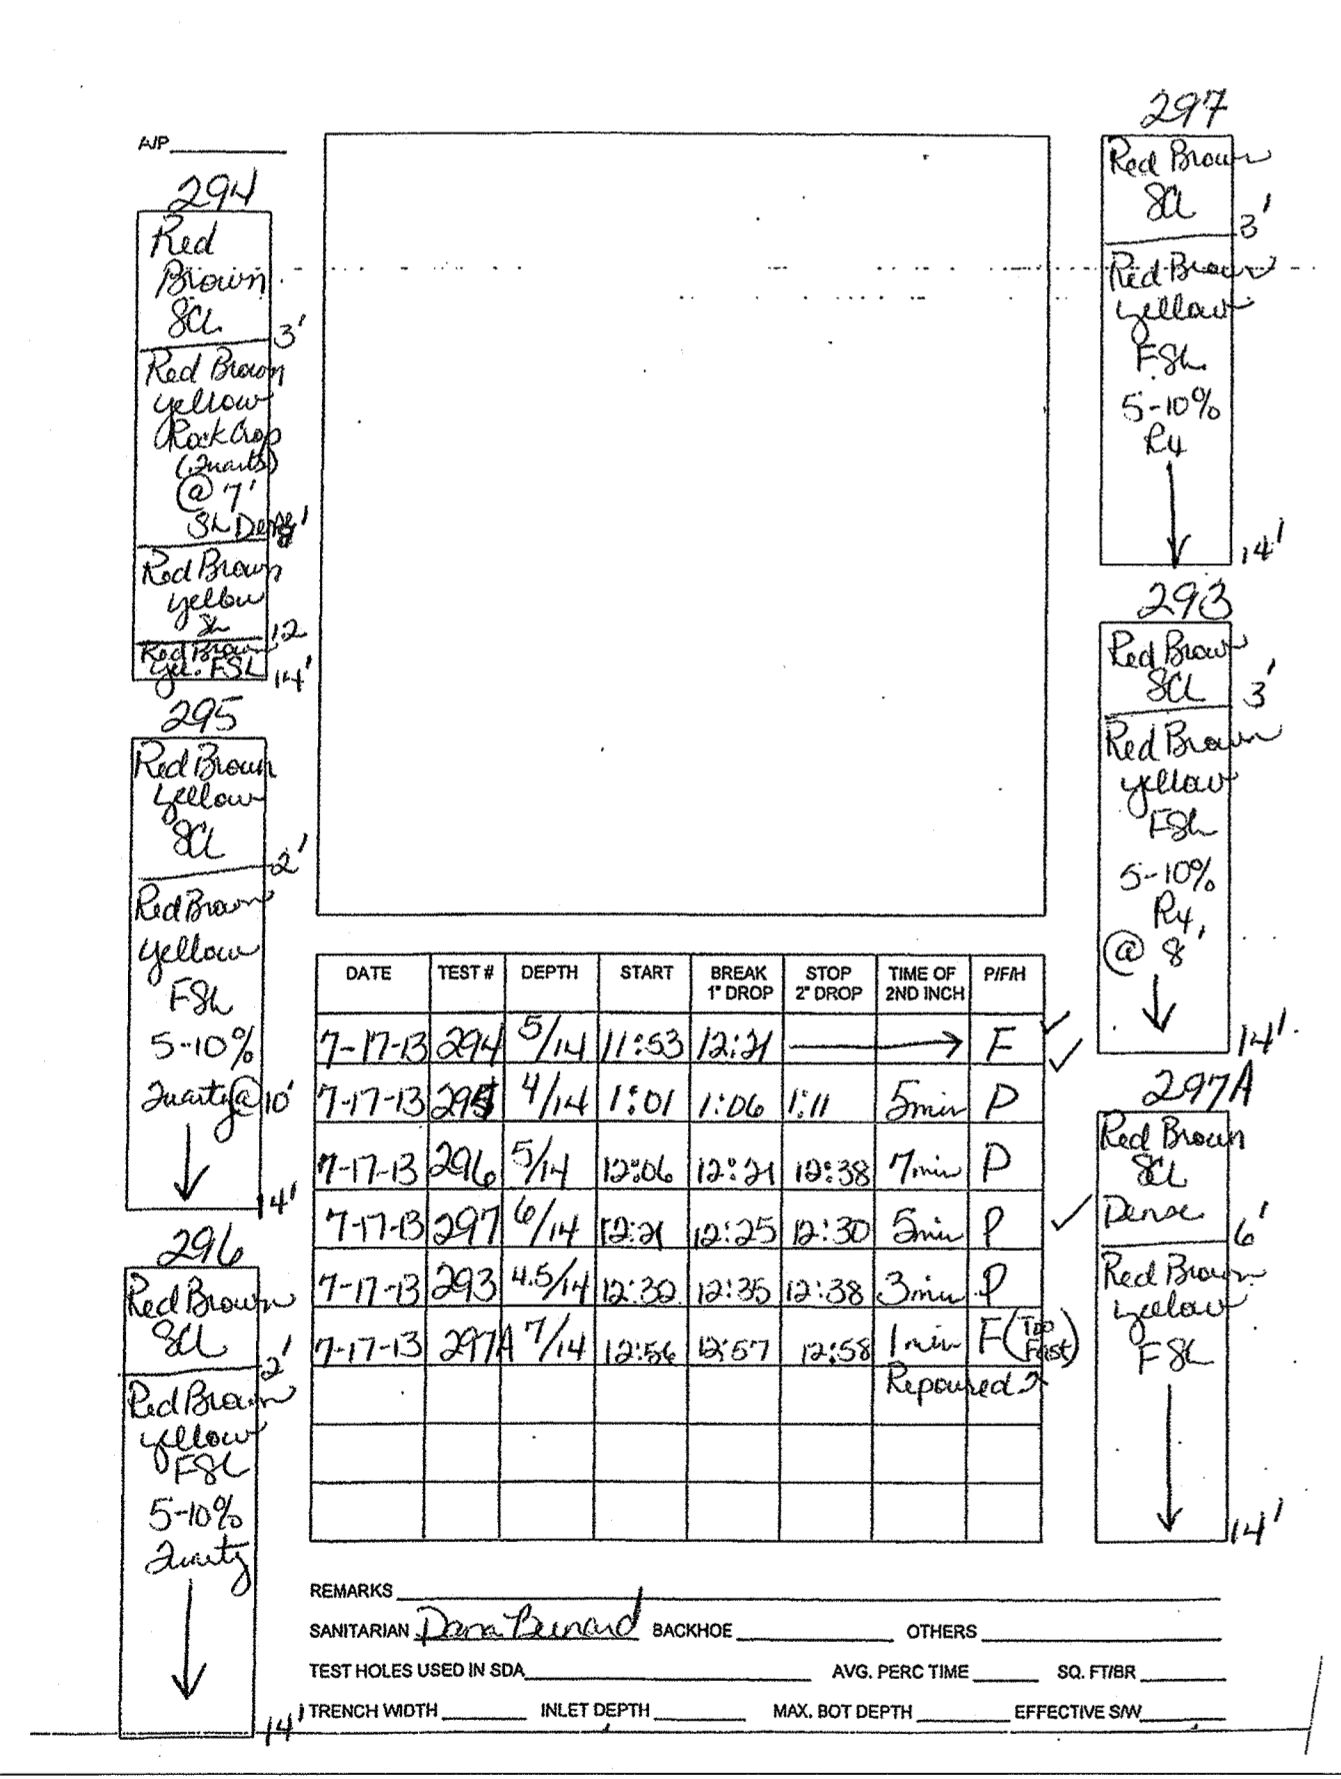 A/P
294
Red
Brown
SCL
3'
Red Brown
yellow
Rock Crop
(Quartz)
@ 7'
SL Dense
8'
Red Brown
yellow
SL
12
Red Brown
yel. FSL
14'
295
Red Brown
yellow
SCL
2'
Red Brown
yellow
FSL
5-10%
Quartz @ 10'
14'
296
Red Brown
SCL
2'
Red Brown
yellow
FSL
5-10%
Quartz
14'
297
Red Brown
SCL
3'
Red Brown
yellow
FSL
5-10%
R4
14'
293
Red Brown
SCL
3'
Red Brown
yellow
FSL
5-10%
R4,
@ 8'
14'
297A
Red Brown
SCL
Dense
6'
Red Brown
yellow
FSL
14'
DATE TEST # DEPTH START BREAK 1" DROP STOP 2" DROP TIME OF 2ND INCH P/F/H
7-17-13 294 5/14 11:53 12:21 F
7-17-13 295 4/14 1:01 1:06 1:11 5min P
7-17-13 296 5/14 12:06 12:21 12:38 7min P
7-17-13 297 6/14 12:21 12:25 12:30 5min P
7-17-13 293 4.5/14 12:32 12:35 12:38 3min P
7-17-13 297A 7/14 12:56 12:57 12:58 1min F (Too Fast)
Repoured
REMARKS
SANITARIAN Dana Bernard BACKHOE OTHERS
TEST HOLES USED IN SDA AVG. PERC TIME SQ. FT/BR
TRENCH WIDTH INLET DEPTH MAX. BOT DEPTH EFFECTIVE S/W